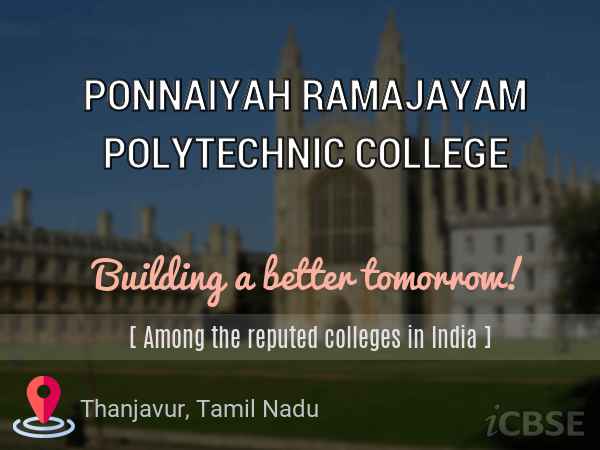 PONNAIYAH RAMAJAYAM
POLYTECHNIC COLLEGE
Building a better tomorrow!
[ Among the reputed colleges in India ]
Thanjavur, Tamil Nadu
iCBSE